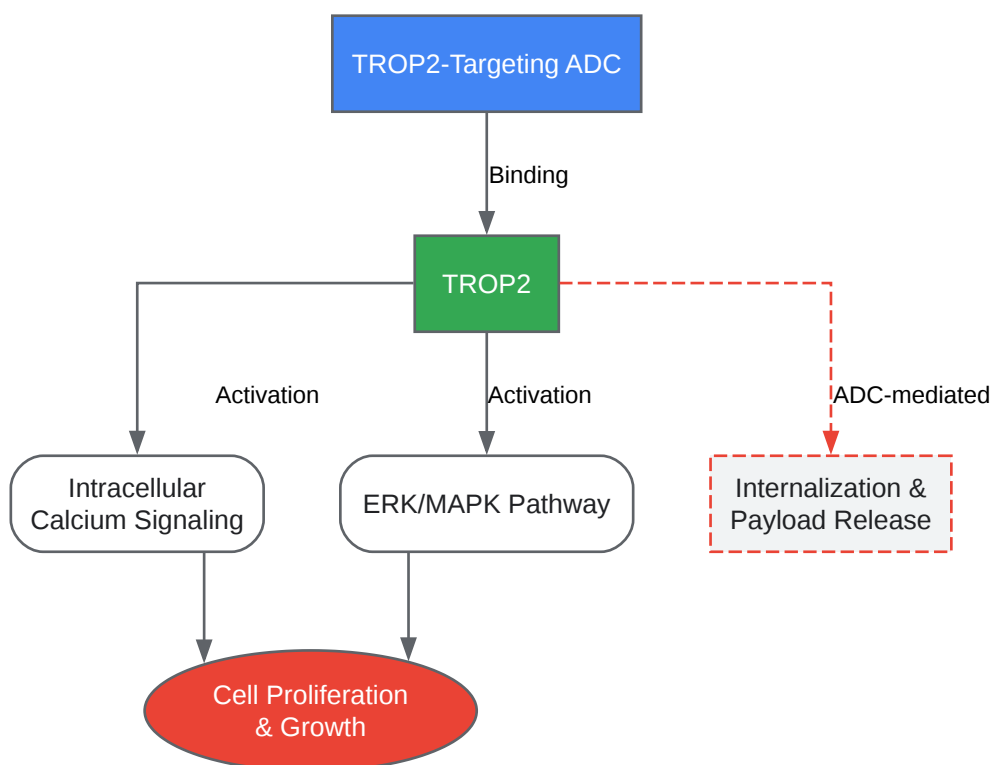 TROP2-Targeting ADC
Binding
TROP2
Activation
Activation
ADC-mediated
Intracellular
Calcium Signaling
ERK/MAPK Pathway
Internalization &
Payload Release
Cell Proliferation
& Growth